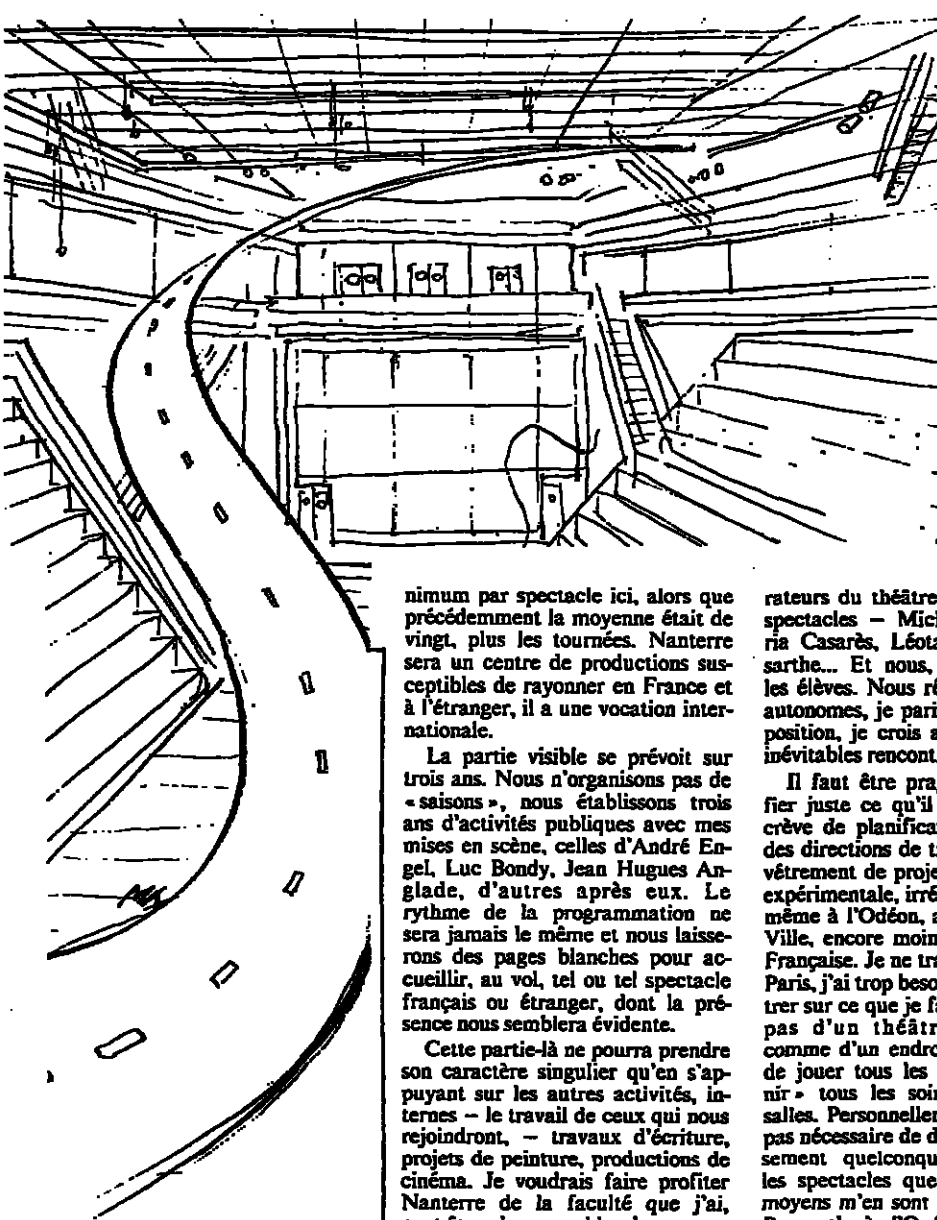 nimum par spectacle ici, alors que
précédemment la moyenne était de
vingt, plus les tournées. Nanterre
sera un centre de productions sus-
ceptibles de rayonner en France et
à l'étranger, il a une vocation inter-
nationale.
La partie visible se prévoit sur
trois ans. Nous n'organisons pas de
« saisons », nous établissons trois
ans d'activités publiques avec mes
mises en scène, celles d'André En-
gel, Luc Bondy, Jean Hugues An-
glade, d'autres après eux. Le
rythme de la programmation ne
sera jamais le même et nous laisse-
rons des pages blanches pour ac-
cueillir, au vol, tel ou tel spectacle
français ou étranger, dont la pré-
sence nous semblera évidente.
Cette partie-là ne pourra prendre
son caractère singulier qu'en s'ap-
puyant sur les autres activités, in-
ternes – le travail de ceux qui nous
rejoindront, – travaux d'écriture,
projets de peinture, productions de
cinéma. Je voudrais faire profiter
Nanterre de la faculté que j'ai,
rateurs du théâtre
spectacles – Mich
ria Casarès, Léota
sarthe... Et nous,
les élèves. Nous ré
autonomes, je pari
position, je crois a
inévitables rencont
Il faut être pra
fier juste ce qu'il
crève de planifica
des directions de t
vêtrement de proje
expérimentale, irré
même à l'Odéon, a
Ville, encore moin
Française. Je ne tra
Paris, j'ai trop beso
trer sur ce que je fa
pas d'un théâtr
comme d'un endro
de jouer tous les
nir » tous les soir
salles. Personneller
pas nécessaire de d
sement quelconqu
les spectacles que
moyens m'en sont